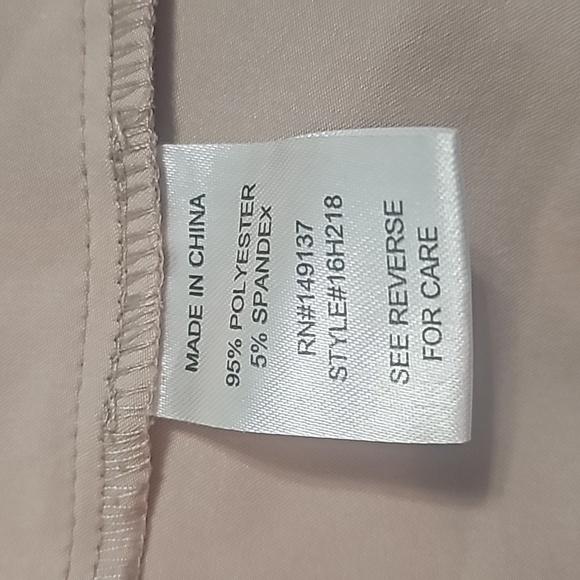 MADE IN CHINA
95% POLYESTER
5% SPANDEX
RN#149137
STYLE#16H218
SEE REVERSE
FOR CARE